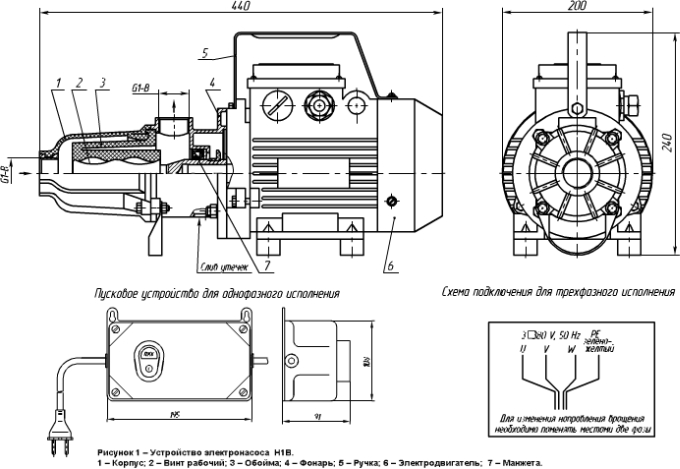 440
200
5
1
2
3
G1-В
4
G1-В
240
Слив утечек
7
6
Пусковое устройство для однофазного исполнения
Схема подключения для трехфазного исполнения
195
91
3□380 V, 50 Hz PE
зелено-
желтый
U V W
Для изменения направления вращения
необходимо поменять местами две фазы
Рисунок 1 – Устройство электронасоса Н1В.
1 – Корпус; 2 – Винт рабочий; 3 – Обойма; 4 – Фонарь; 5 – Ручка; 6 – Электродвигатель; 7 – Манжета.